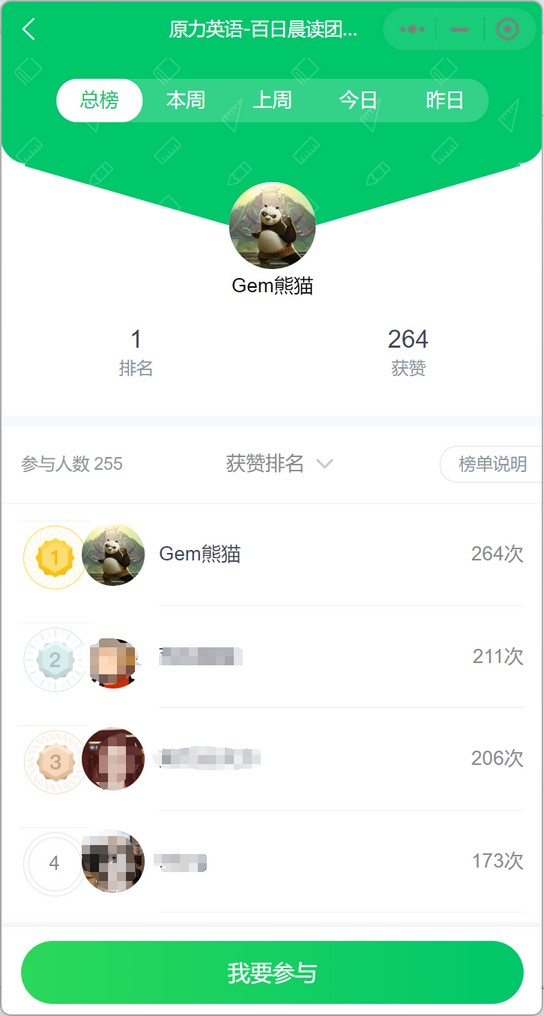 原力英语-百日晨读团...
总榜 本周 上周 今日 昨日
Gem熊猫
1 264
排名 获赞
参与人数 255 获赞排名 榜单说明
1 Gem熊猫 264次
2 211次
3 206次
4 173次
我要参与